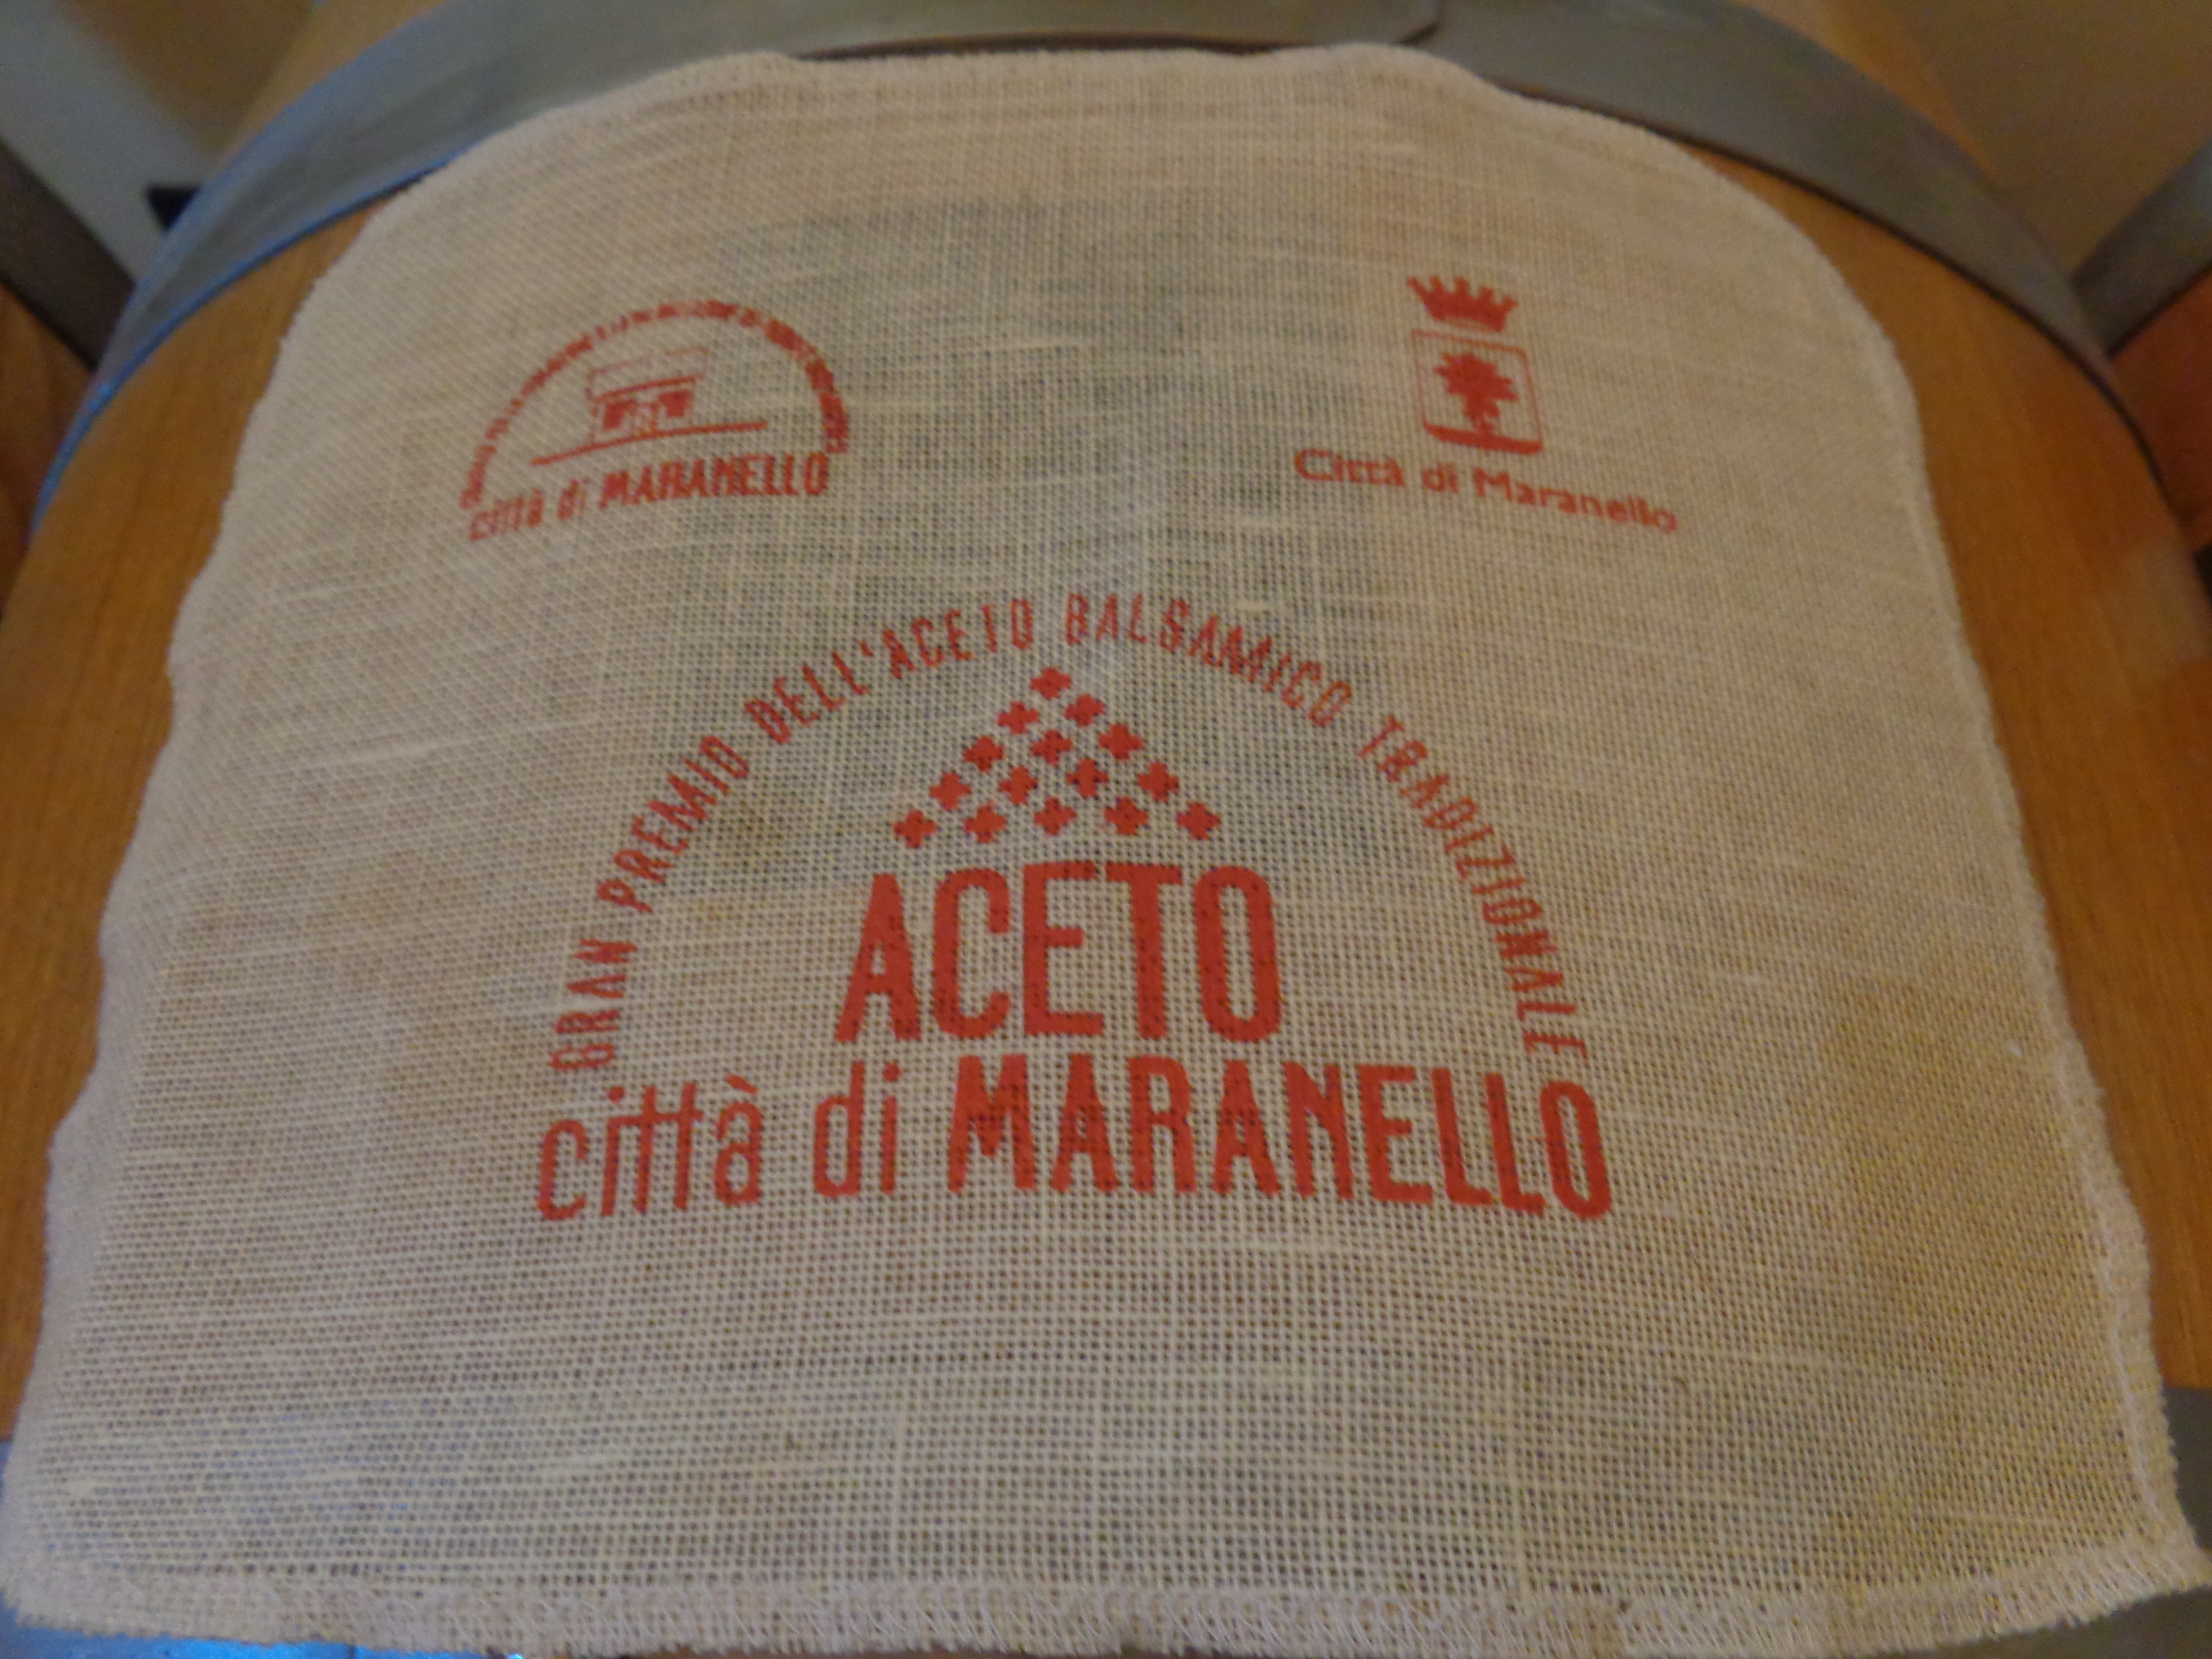 città di MARANELLO
Città di Maranello
GRAN PREMIO DELL'ACETO BALSAMICO TRADIZIONALE
ACETO
città di MARANELLO